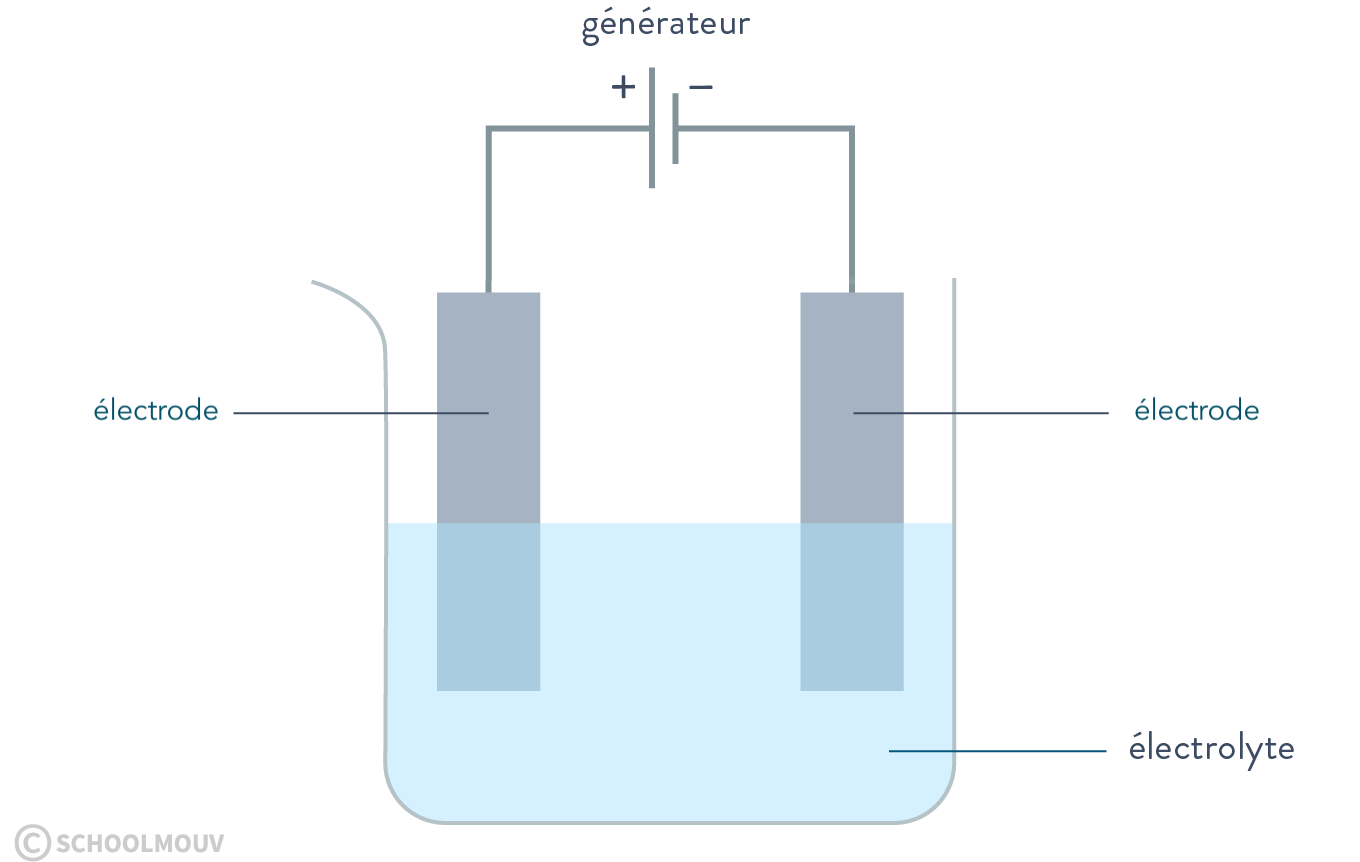 générateur
+ −
électrode
électrode
électrolyte
© SCHOOLMOUV